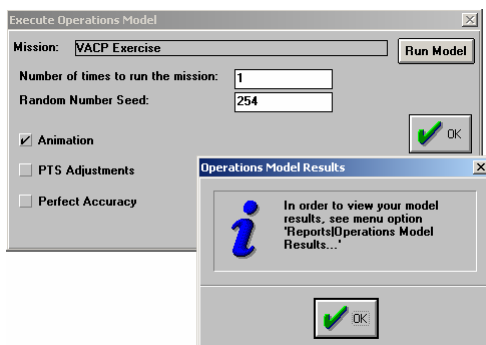 Execute Operations Model
Mission: VACP Exercise
Run Model
Number of times to run the mission: 1
Random Number Seed: 254
Animation
OK
PTS Adjustments
Perfect Accuracy
Operations Model Results
In order to view your model
results, see menu option
'Reports|Operations Model
Results...'
OK